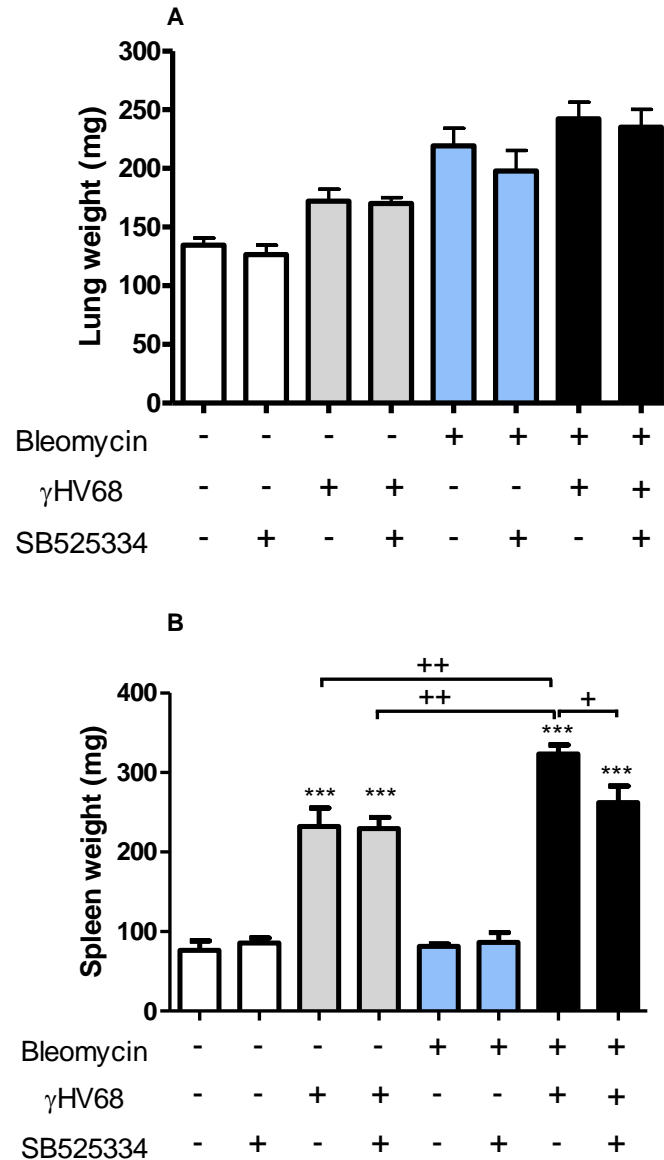 A
300
250
200
150
100
50
0
Lung weight (mg)
Bleomycin - - - - + + + +
γHV68 - - + + - - + +
SB525334 - + - + - + - +
B
++
++ +
400
300
200
100
0
Spleen weight (mg)
*** *** *** ***
Bleomycin - - - - + + + +
γHV68 - - + + - - + +
SB525334 - + - + - + - +